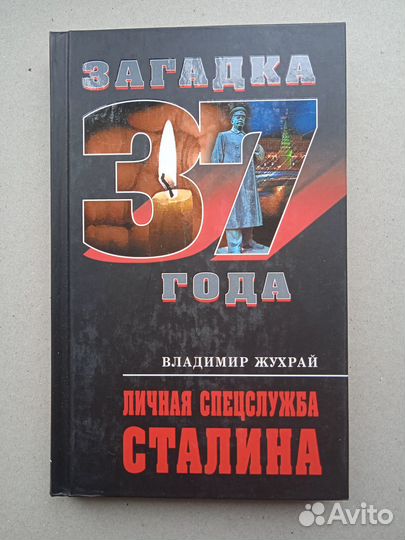 ЗАГАДКА
37
ГОДА
ВЛАДИМИР ЖУХРАЙ
ЛИЧНАЯ СПЕЦСЛУЖБА
СТАЛИНА
Avito